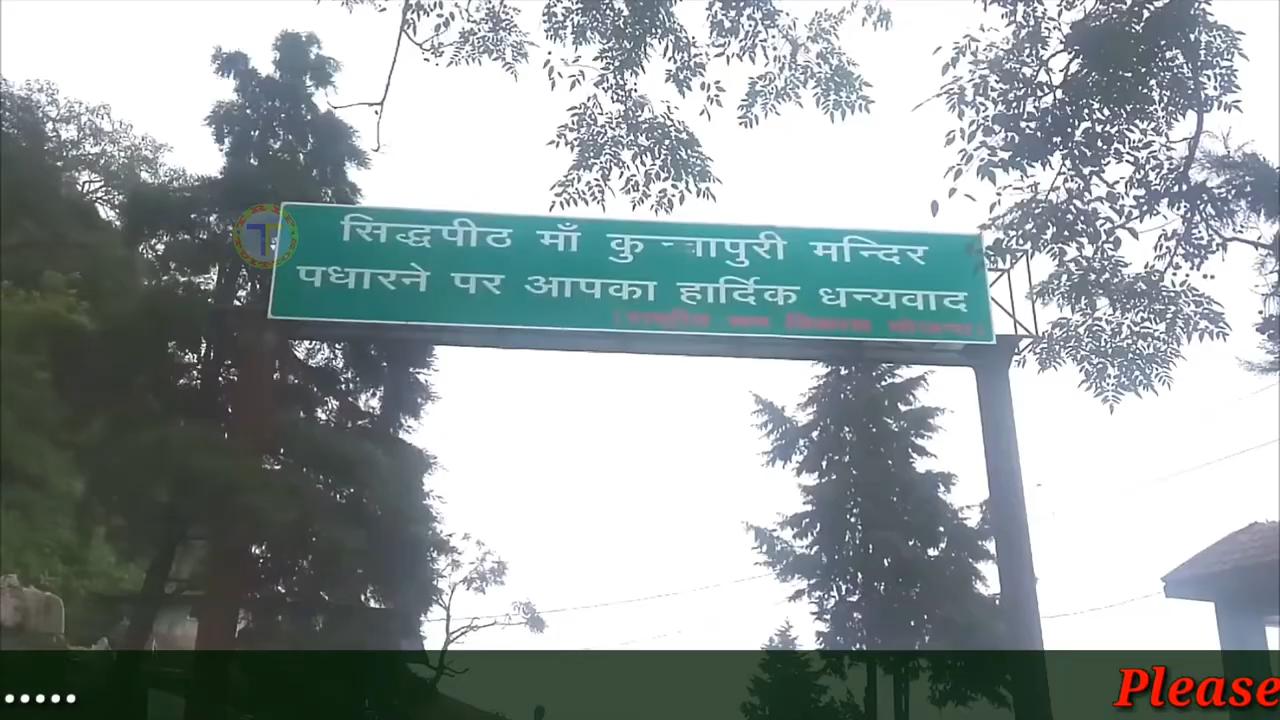 सिद्धपीठ माँ मन्दिर
पधारने पर आपका हार्दिक धन्यवाद
..... Please